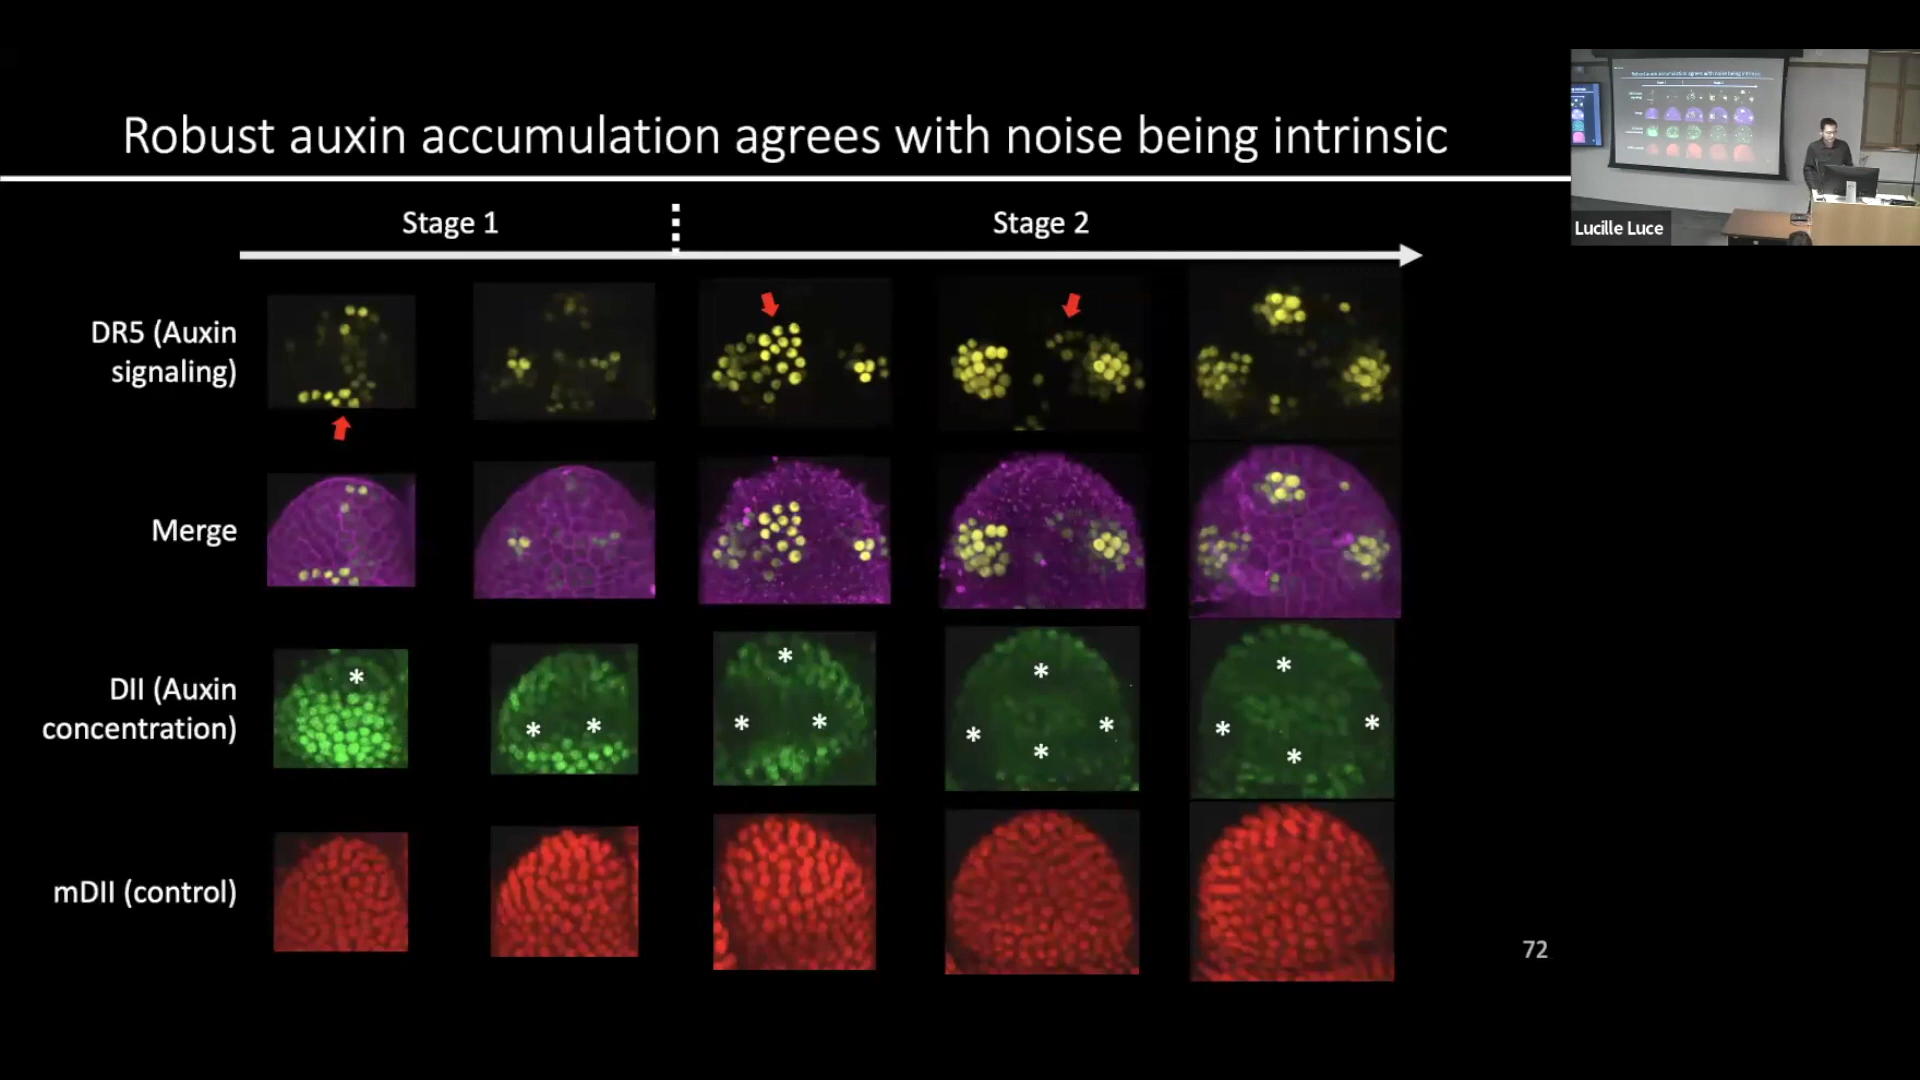 Robust auxin accumulation agrees with noise being intrinsic
Stage 1
Stage 2
DR5 (Auxin
signaling)
Merge
DII (Auxin
concentration)
mDII (control)
*
* *
*
* *
*
* *
*
*
* *
*
72
Lucille Luce